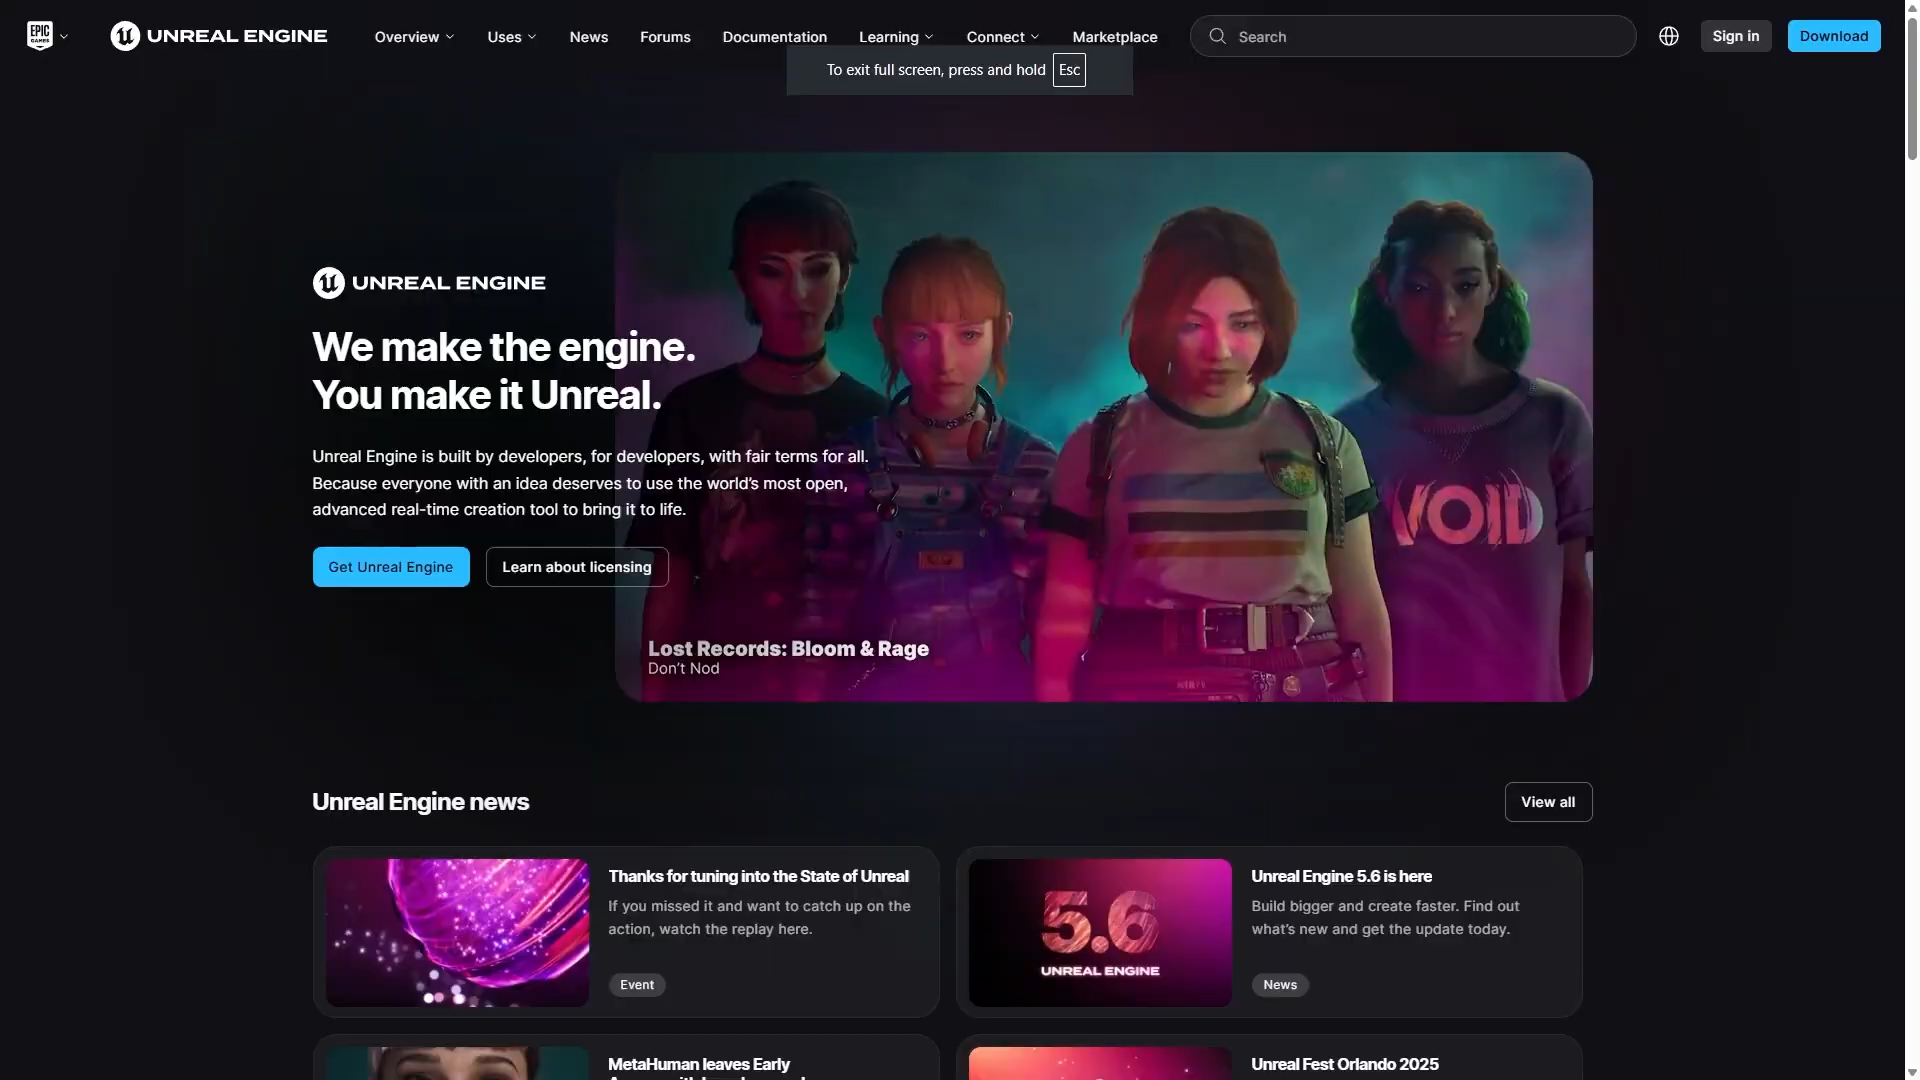 EPIC GAMES
UNREAL ENGINE
Overview
Uses
News
Forums
Documentation
Learning
Connect
Marketplace
Search
Sign in
Download
To exit full screen, press and hold Esc
UNREAL ENGINE
We make the engine.
You make it Unreal.
Unreal Engine is built by developers, for developers, with fair terms for all.
Because everyone with an idea deserves to use the world's most open,
advanced real-time creation tool to bring it to life.
Get Unreal Engine
Learn about licensing
VOID
Lost Records: Bloom & Rage
Don't Nod
Unreal Engine news
View all
Thanks for tuning into the State of Unreal
If you missed it and want to catch up on the
action, watch the replay here.
Event
5.6
UNREAL ENGINE
Unreal Engine 5.6 is here
Build bigger and create faster. Find out
what's new and get the update today.
News
MetaHuman leaves Early
Unreal Fest Orlando 2025